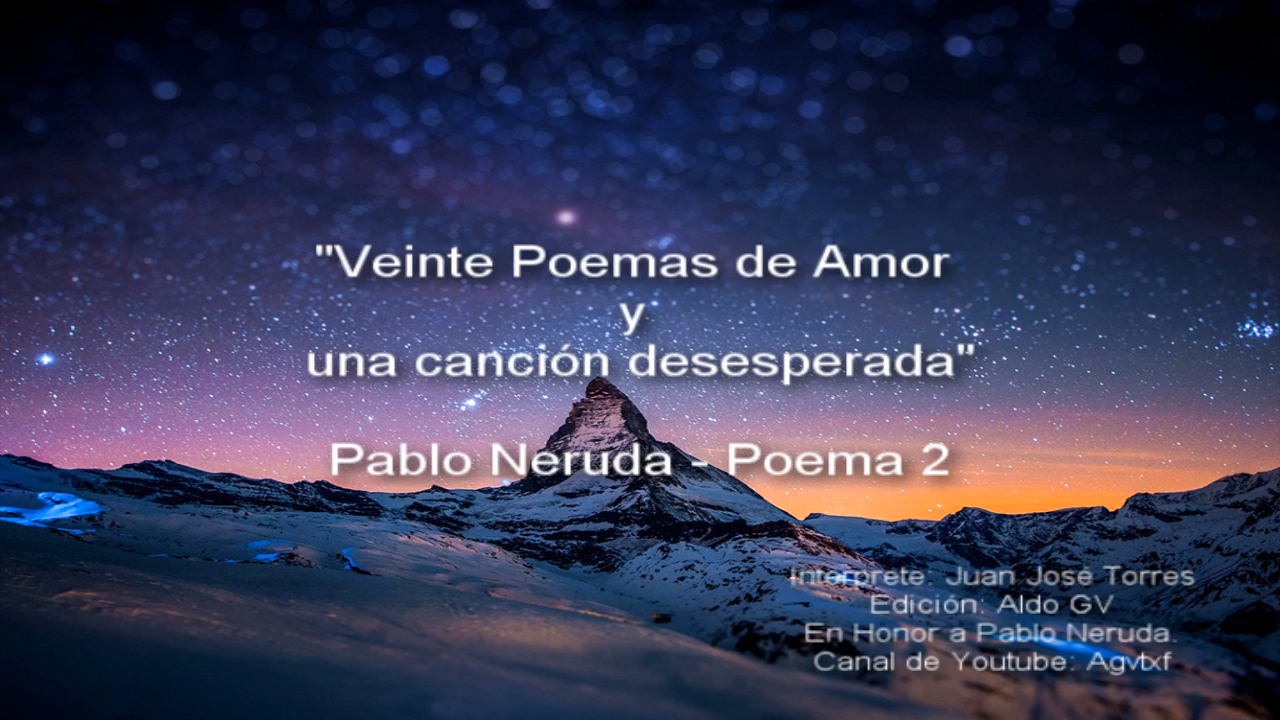 "Veinte Poemas de Amor
y
una canción desesperada"
Pablo Neruda - Poema 2
Interprete: Juan José Torres
Edición: Aldo GV
En Honor a Pablo Neruda.
Canal de Youtube: Agvtxf